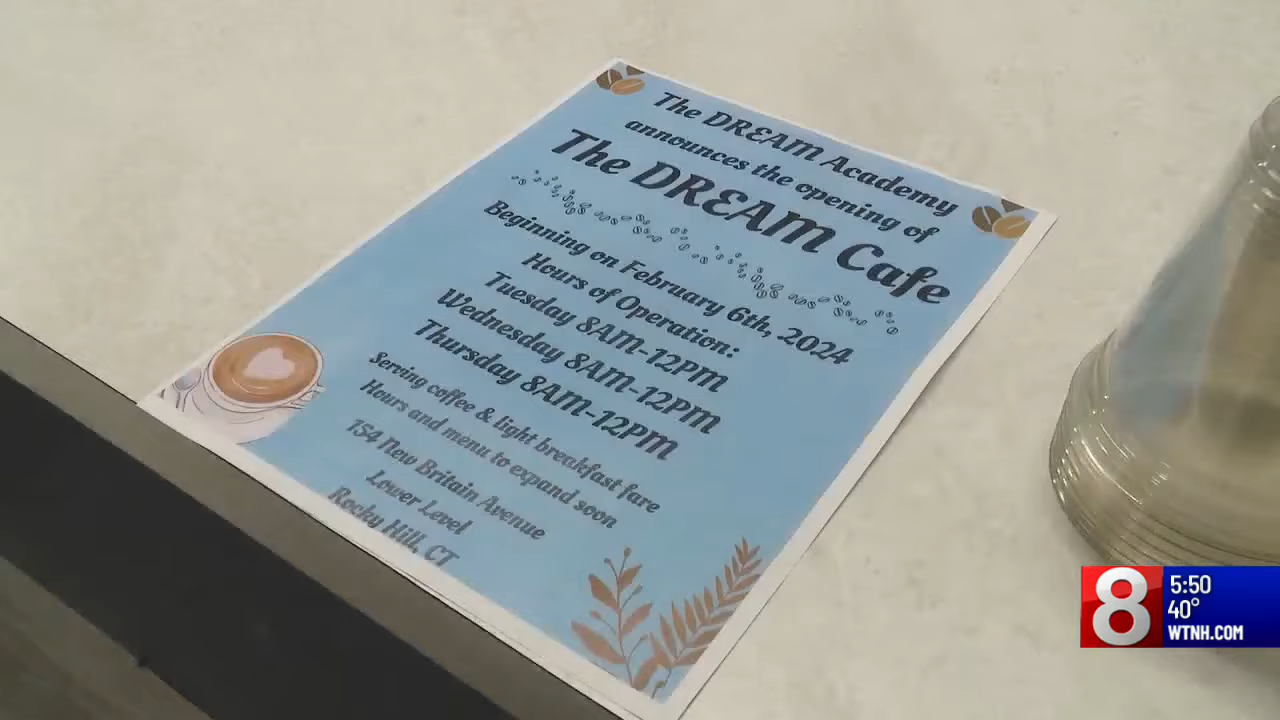 The DREAM Academy
announces the opening of
The DREAM Cafe
Beginning on February 6th, 2024
Hours of Operation:
Tuesday 8AM-12PM
Wednesday 8AM-12PM
Thursday 8AM-12PM
Serving coffee & light breakfast fare
Hours and menu to expand soon
154 New Britain Avenue
Lower Level
Rocky Hill, CT
8
5:50
40°
WTNH.COM